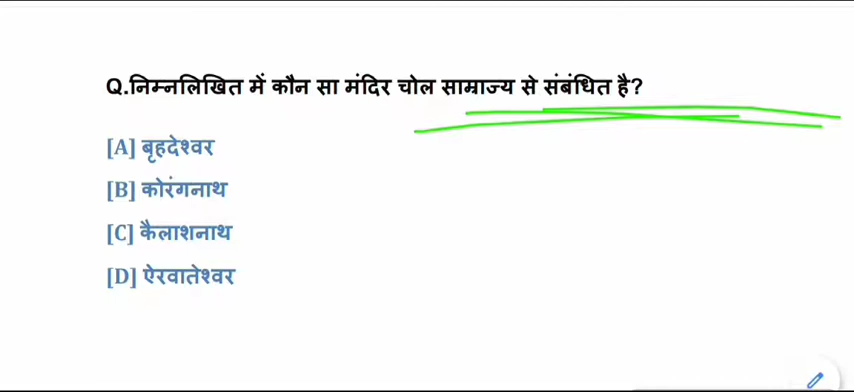 Q.निम्नलिखित में कौन सा मंदिर चोल साम्राज्य से संबंधित है?
[A] बृहदेश्वर
[B] कोरंगनाथ
[C] कैलाशनाथ
[D] ऐरवातेश्वर